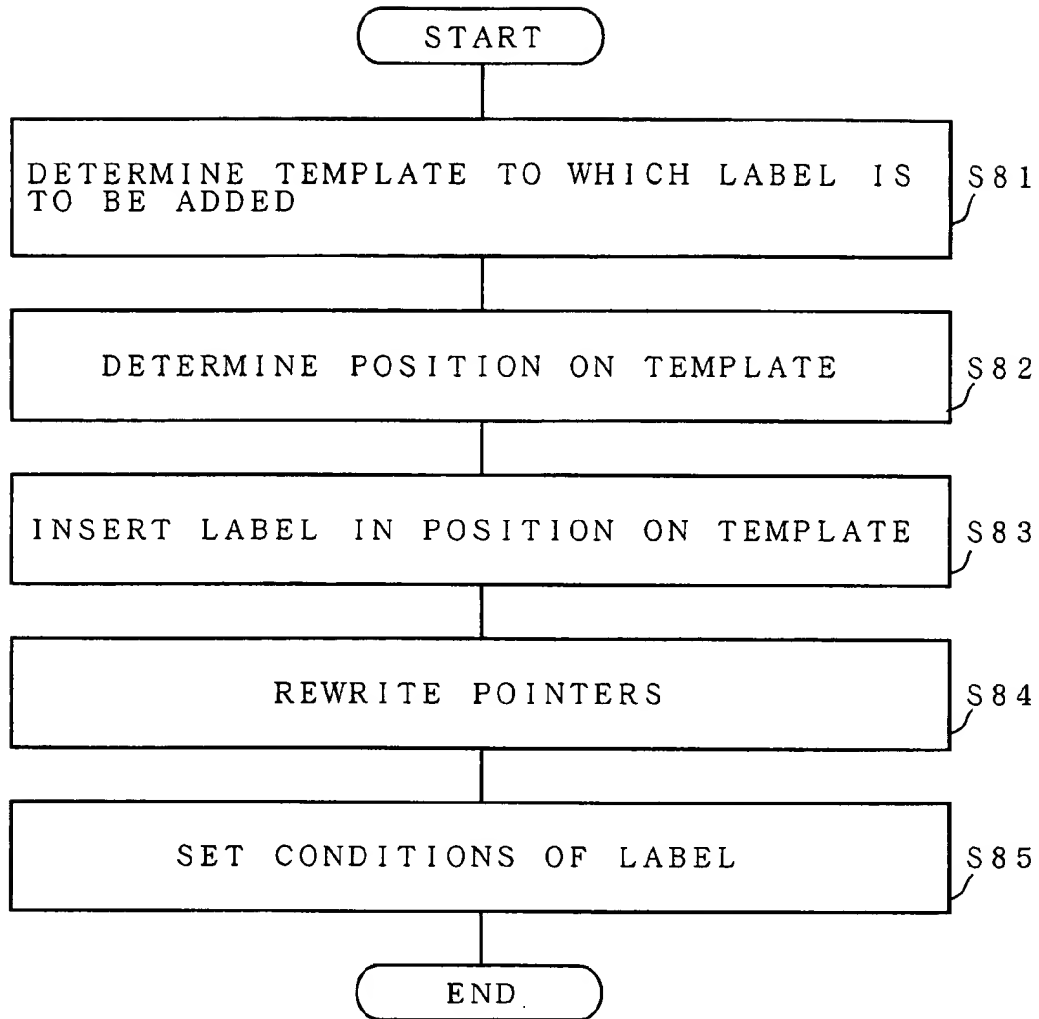 START
DETERMINE TEMPLATE TO WHICH LABEL IS
TO BE ADDED
S81
DETERMINE POSITION ON TEMPLATE
S82
INSERT LABEL IN POSITION ON TEMPLATE
S83
REWRITE POINTERS
S84
SET CONDITIONS OF LABEL
S85
END